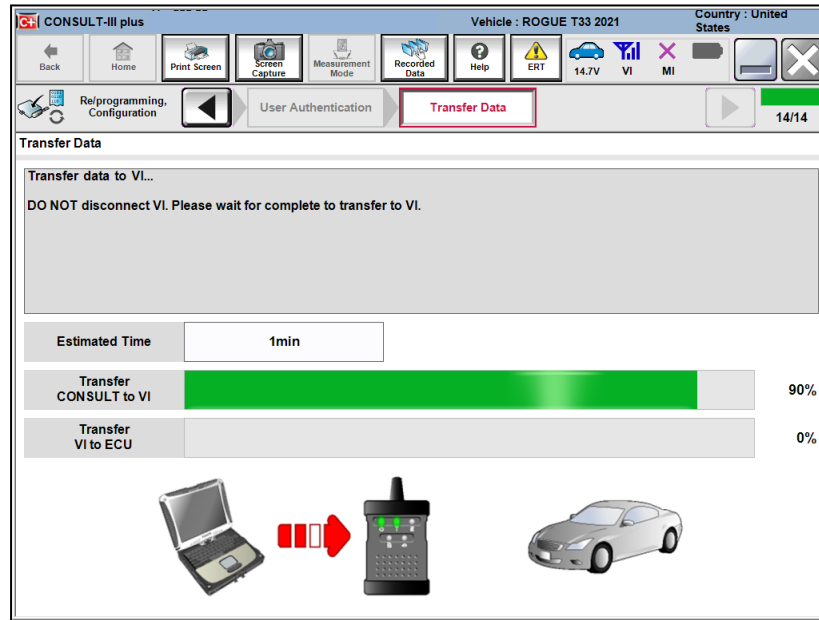 CONSULT-III plus
Vehicle : ROGUE T33 2021
Country : United
States
Back
Home
Print Screen
Screen
Capture
Measurement
Mode
Recorded
Data
Help
ERT
14.7V
VI
MI
Re/programming,
Configuration
User Authentication
Transfer Data
14/14
Transfer Data
Transfer data to VI...
DO NOT disconnect VI. Please wait for complete to transfer to VI.
Estimated Time
1min
Transfer
CONSULT to VI
90%
Transfer
VI to ECU
0%